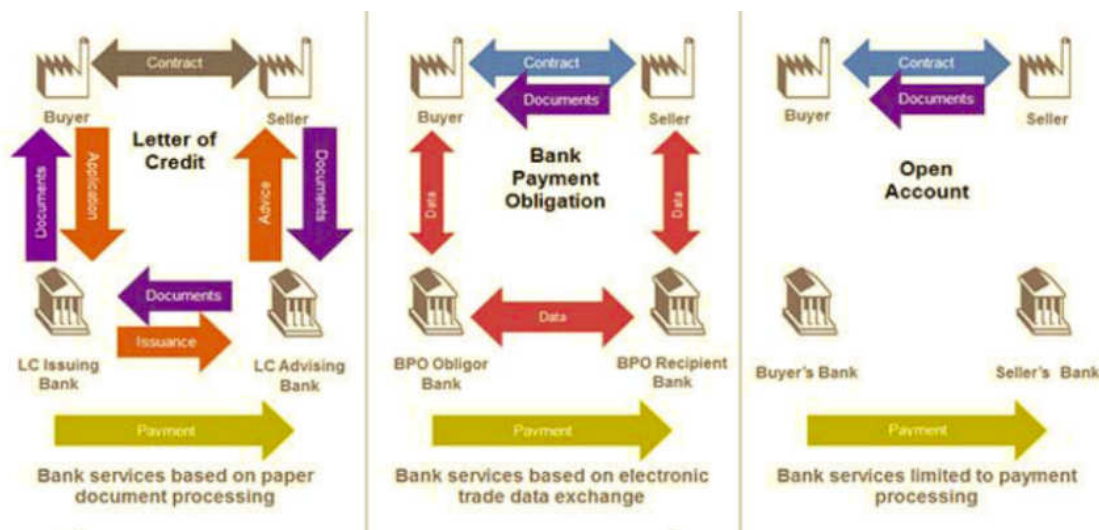 Contract
Buyer
Seller
Letter of
Credit
Documents
Application
Advice
Documents
Documents
Issuance
LC Issuing
Bank
LC Advising
Bank
Payment
Bank services based on paper
document processing
Contract
Documents
Buyer
Seller
Bank
Payment
Obligation
Data
Data
Data
BPO Obligor
Bank
BPO Recipient
Bank
Payment
Bank services based on electronic
trade data exchange
Contract
Documents
Buyer
Seller
Open
Account
Buyer's Bank
Seller's Bank
Payment
Bank services limited to payment
processing